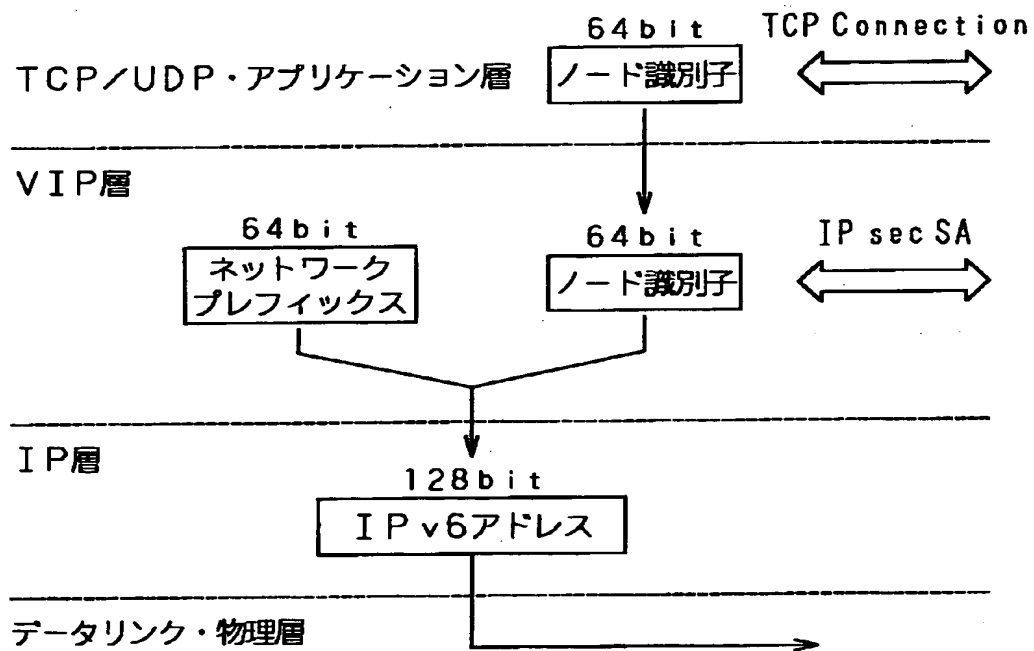 64bit
TCP Connection
TCP/UDP・アプリケーション層
ノード識別子
VIP層
64bit
64bit
IPsec SA
ネットワーク
プレフィックス
ノード識別子
IP層
128bit
IPv6アドレス
データリンク・物理層